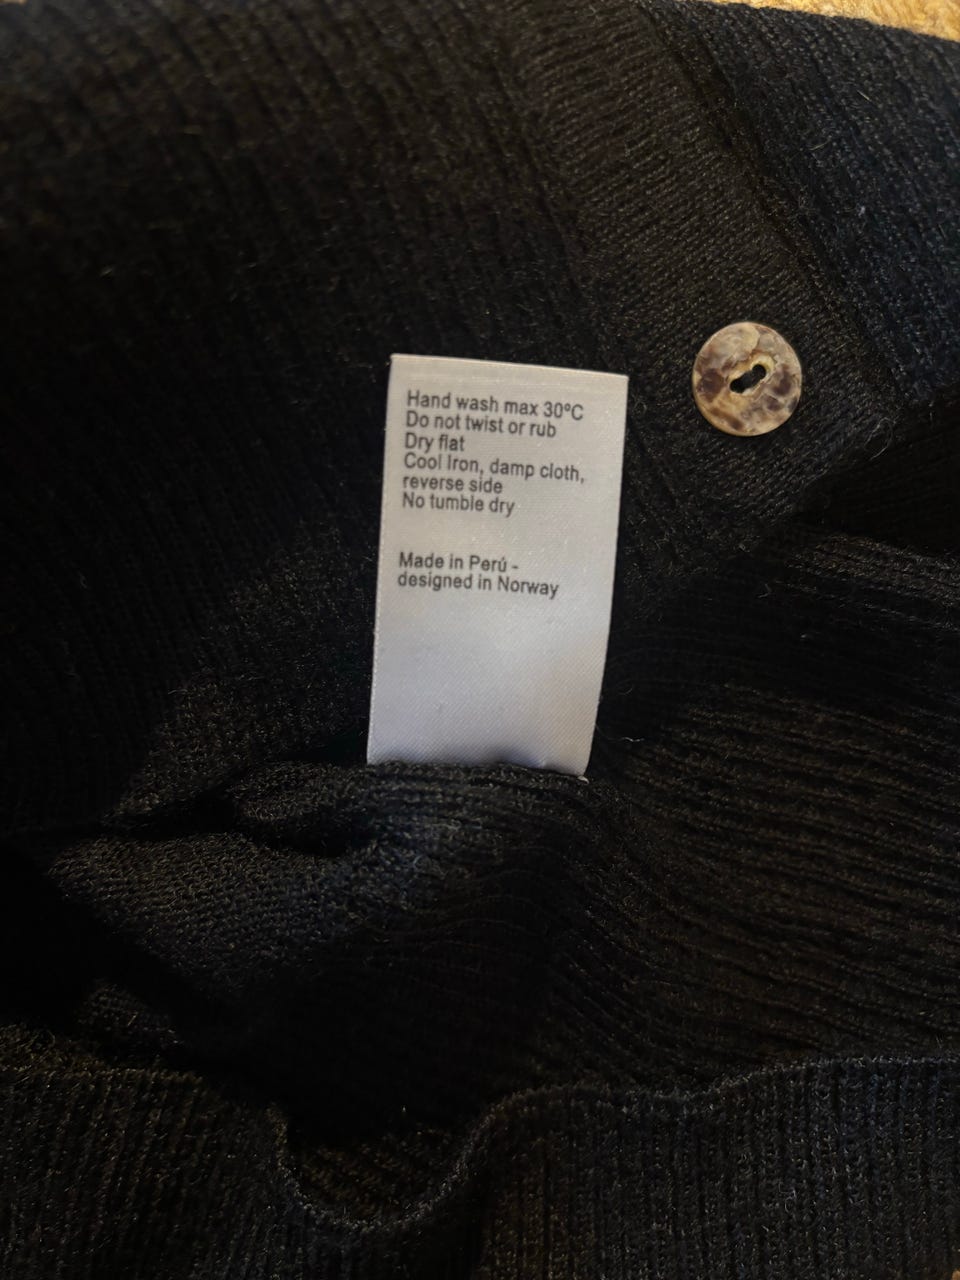 Hand wash max 30ºC
Do not twist or rub
Dry flat
Cool Iron, damp cloth,
reverse side
No tumble dry
Made in Perú -
designed in Norway